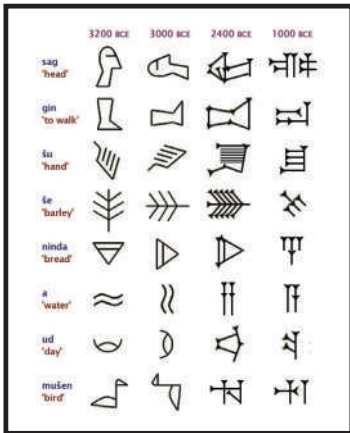 3200 BCE 3000 BCE 2400 BCE 1000 BCE
sag
'head'
gin
'to walk'
šu
'hand'
še
'barley'
ninda
'bread'
a
'water'
ud
'day'
mušen
'bird'